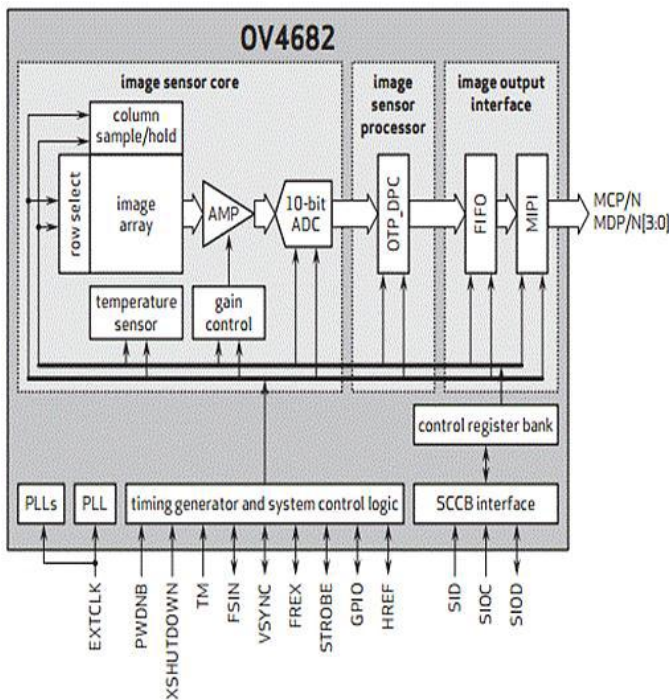 OV4682
image sensor core
image
sensor
processor
image output
interface
column
sample/hold
row select
image
array
AMP
10-bit
ADC
OTP_DPC
FIFO
MIPI
MCP/N
MDP/N[3:0]
temperature
sensor
gain
control
control register bank
PLLs
PLL
timing generator and system control logic
SCCB interface
EXTCLK
PWDNB
XSHUTDOWN
TM
FSIN
VSYNC
FREX
STROBE
GPIO
HREF
SID
SIOC
SIOD